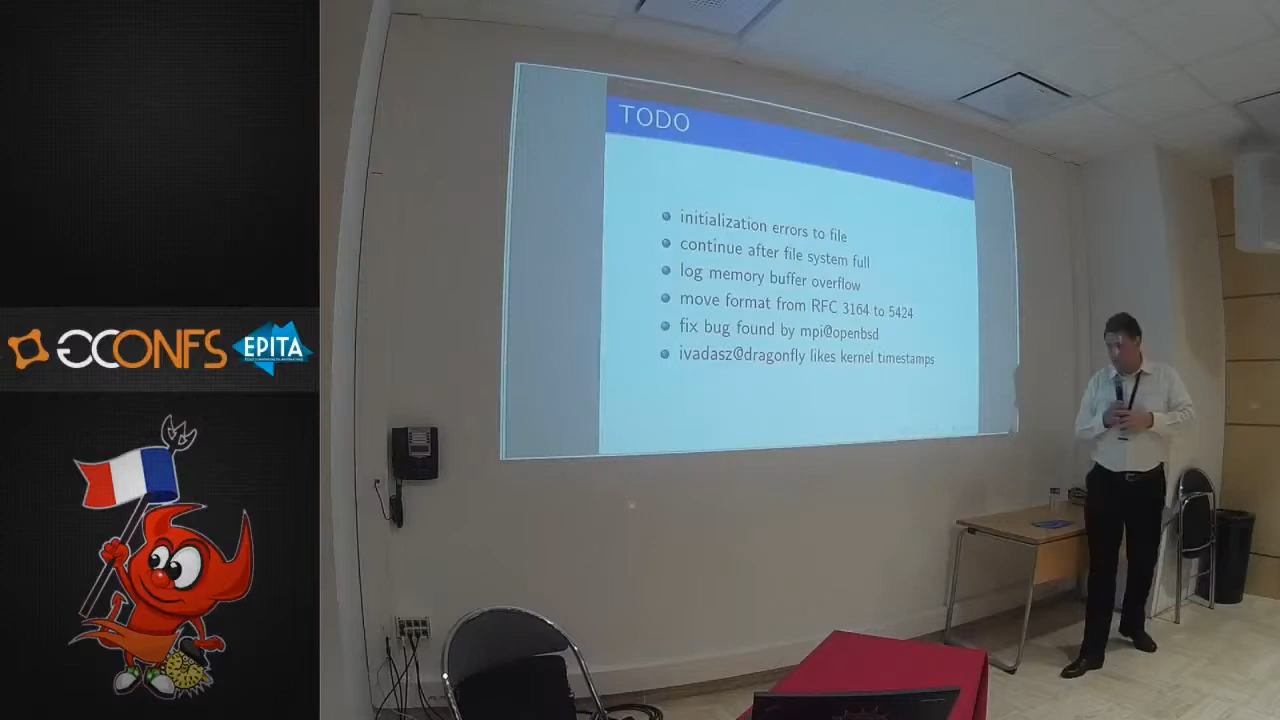 TODO
initialization errors to file
continue after file system full
log memory buffer overflow
move format from RFC 3164 to 5424
fix bug found by mpi@openbsd
ivadasz@dragonfly likes kernel timestamps
GCONFS
EPITA